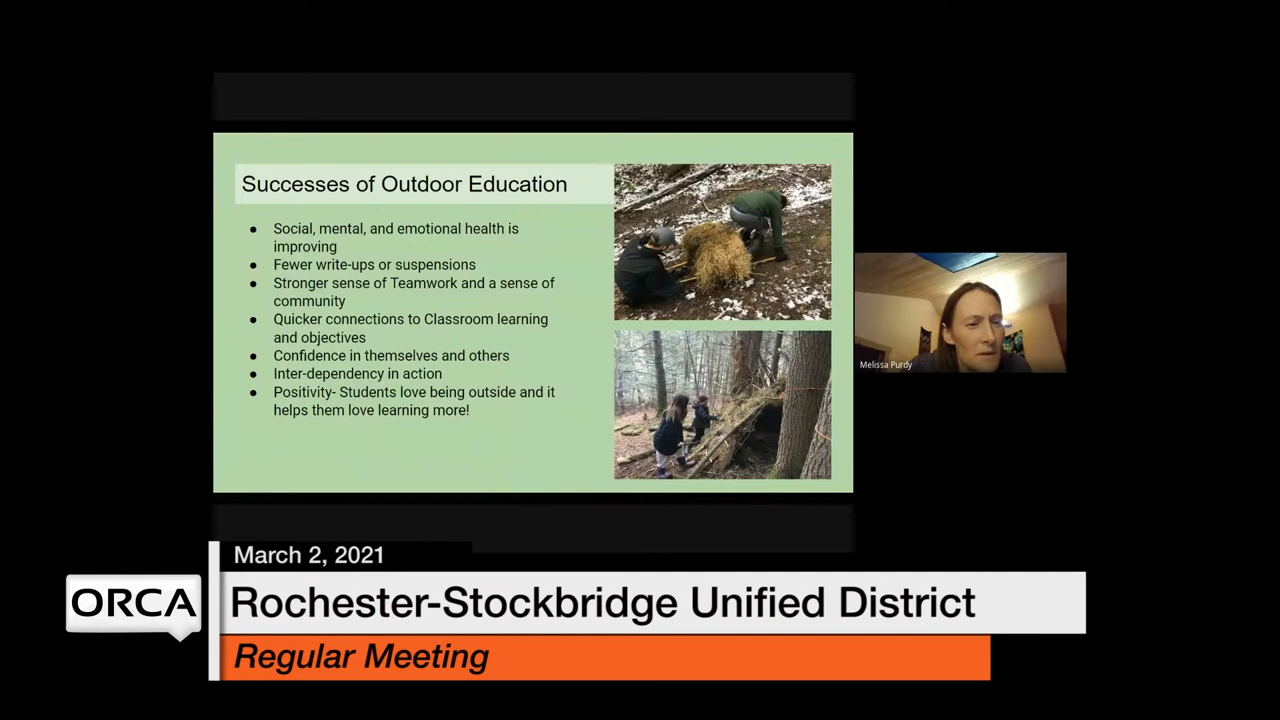 Successes of Outdoor Education
● Social, mental, and emotional health is
improving
● Fewer write-ups or suspensions
● Stronger sense of Teamwork and a sense of
community
● Quicker connections to Classroom learning
and objectives
● Confidence in themselves and others
● Inter-dependency in action
● Positivity- Students love being outside and it
helps them love learning more!
Melissa Purdy
March 2, 2021
ORCA
Rochester-Stockbridge Unified District
Regular Meeting